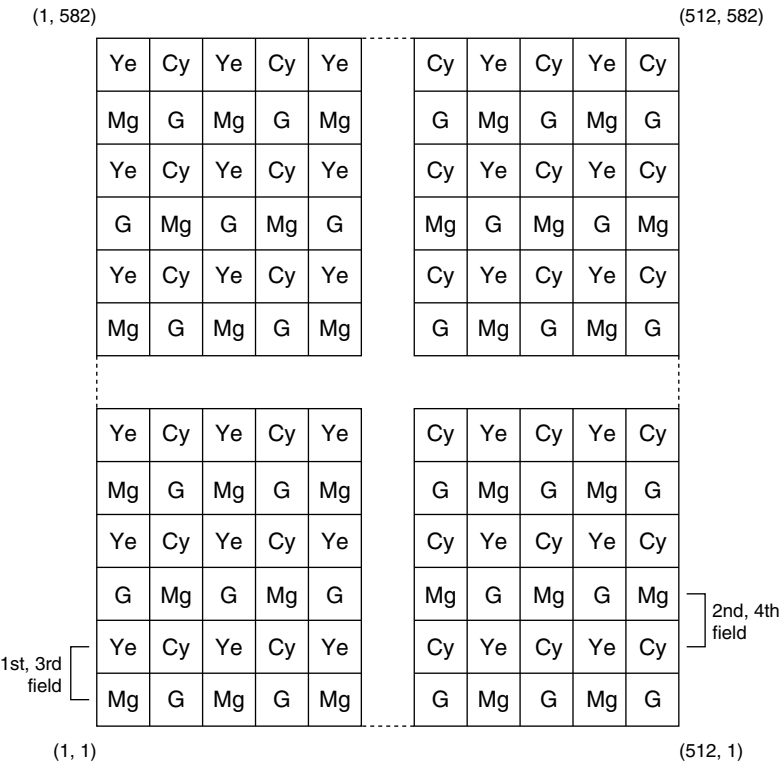 (1, 582) (512, 582)
Ye Cy Ye Cy Ye Cy Ye Cy Ye Cy
Mg G Mg G Mg G Mg G Mg G
Ye Cy Ye Cy Ye Cy Ye Cy Ye Cy
G Mg G Mg G Mg G Mg G Mg
Ye Cy Ye Cy Ye Cy Ye Cy Ye Cy
Mg G Mg G Mg G Mg G Mg G
Ye Cy Ye Cy Ye Cy Ye Cy Ye Cy
Mg G Mg G Mg G Mg G Mg G
Ye Cy Ye Cy Ye Cy Ye Cy Ye Cy
G Mg G Mg G Mg G Mg G Mg
2nd, 4th
field
Ye Cy Ye Cy Ye Cy Ye Cy Ye Cy
1st, 3rd
field
Mg G Mg G Mg G Mg G Mg G
(1, 1) (512, 1)